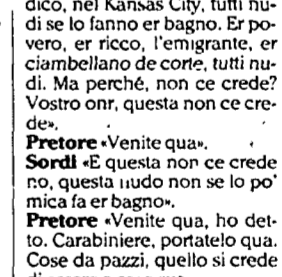 dico, nel Kansas City, tutti nu-
di se lo fanno er bagno. Er po-
vero, er ricco, l'emigrante, er
ciambellano de corte, tutti nu-
di. Ma perché, non ce crede?
Vostro onr, questa non ce cre-
de».
Pretore «Venite qua».
Sordi «E questa non ce crede
no, questa nudo non se lo po'
mica fa er bagno».
Pretore «Venite qua, ho det-
to. Carabiniere, portatelo qua.
Cose da pazzi, quello si crede